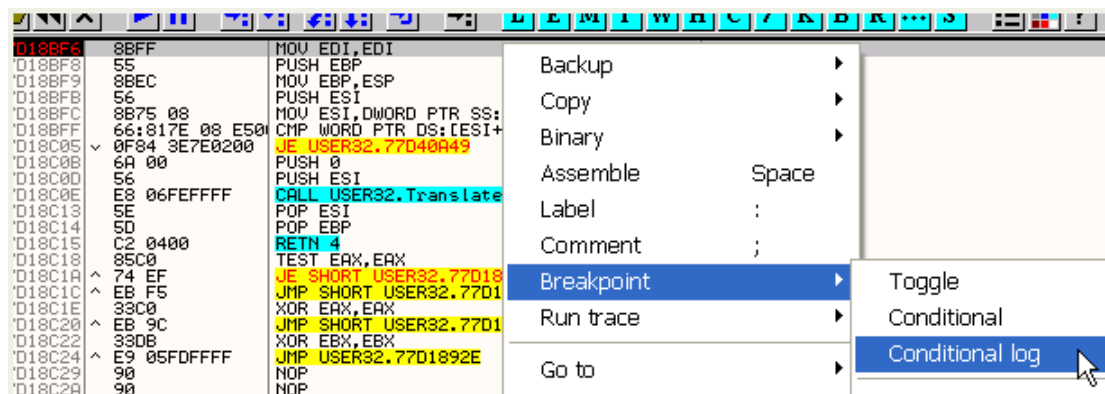 L E M T W H C / K B R ... S ?
D18BF6 8BFF MOV EDI,EDI
D18BF8 55 PUSH EBP
D18BF9 8BEC MOV EBP,ESP
D18BFB 56 PUSH ESI
D18BFC 8B75 08 MOV ESI,DWORD PTR SS:
D18BFF 66:817E 08 E50 CMP WORD PTR DS:[ESI+
D18C05 0F84 3E7E0200 JE USER32.77D40A49
D18C0B 6A 00 PUSH 0
D18C0D 56 PUSH ESI
D18C0E E8 06FEFFFF CALL USER32.Translate
D18C13 5E POP ESI
D18C14 5D POP EBP
D18C15 C2 0400 RETN 4
D18C18 85C0 TEST EAX,EAX
D18C1A ^ 74 EF JE SHORT USER32.77D18
D18C1C ^ EB F5 JMP SHORT USER32.77D1
D18C1E 33C0 XOR EAX,EAX
D18C20 ^ EB 9C JMP SHORT USER32.77D1
D18C22 33DB XOR EBX,EBX
D18C24 ^ E9 05FDFFFF JMP USER32.77D1892E
D18C29 90 NOP
D18C2A 90 NOP
Backup
Copy
Binary
Assemble Space
Label :
Comment ;
Breakpoint
Run trace
Go to
Toggle
Conditional
Conditional log